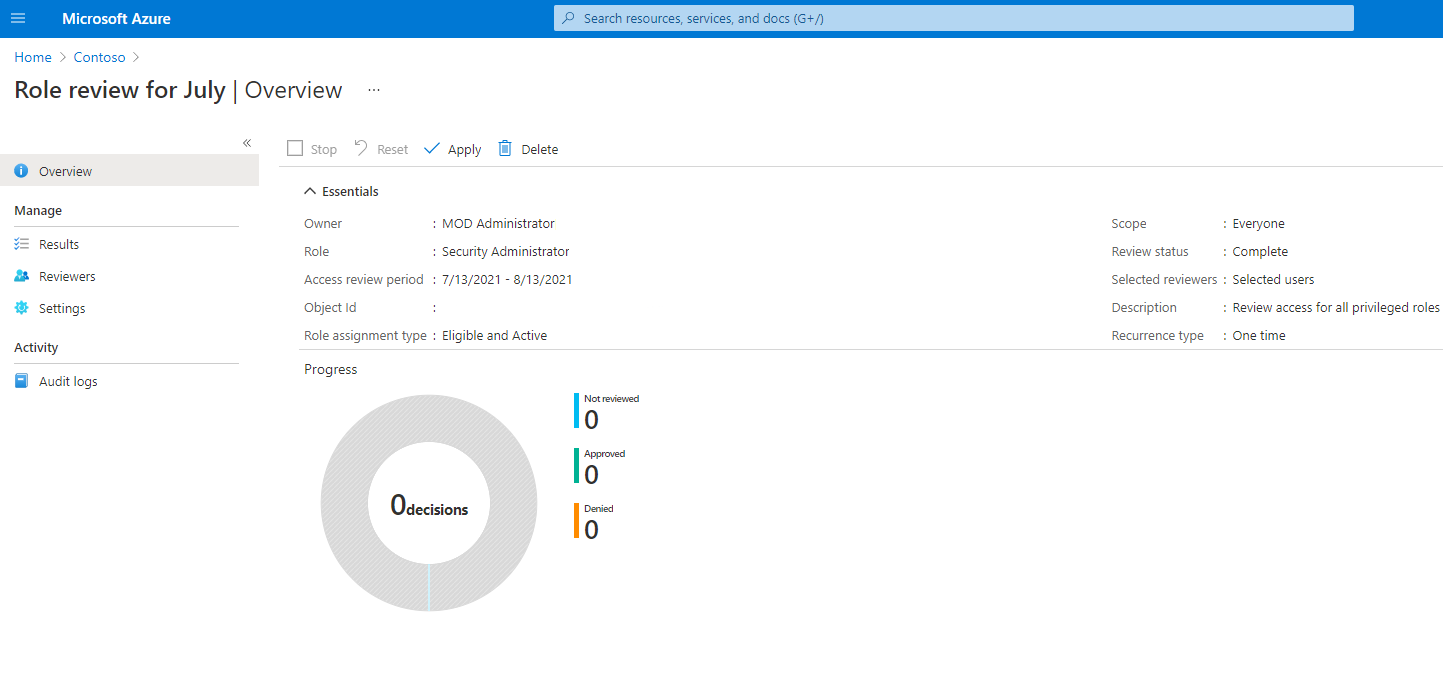 Microsoft Azure
Search resources, services, and docs (G+/)
Home > Contoso >
Role review for July | Overview ...
«
Stop Reset Apply Delete
Overview
Manage
Results
Reviewers
Settings
Activity
Audit logs
Essentials
Owner : MOD Administrator
Role : Security Administrator
Access review period : 7/13/2021 - 8/13/2021
Object Id :
Role assignment type : Eligible and Active
Scope : Everyone
Review status : Complete
Selected reviewers : Selected users
Description : Review access for all privileged roles
Recurrence type : One time
Progress
0decisions
Not reviewed
0
Approved
0
Denied
0